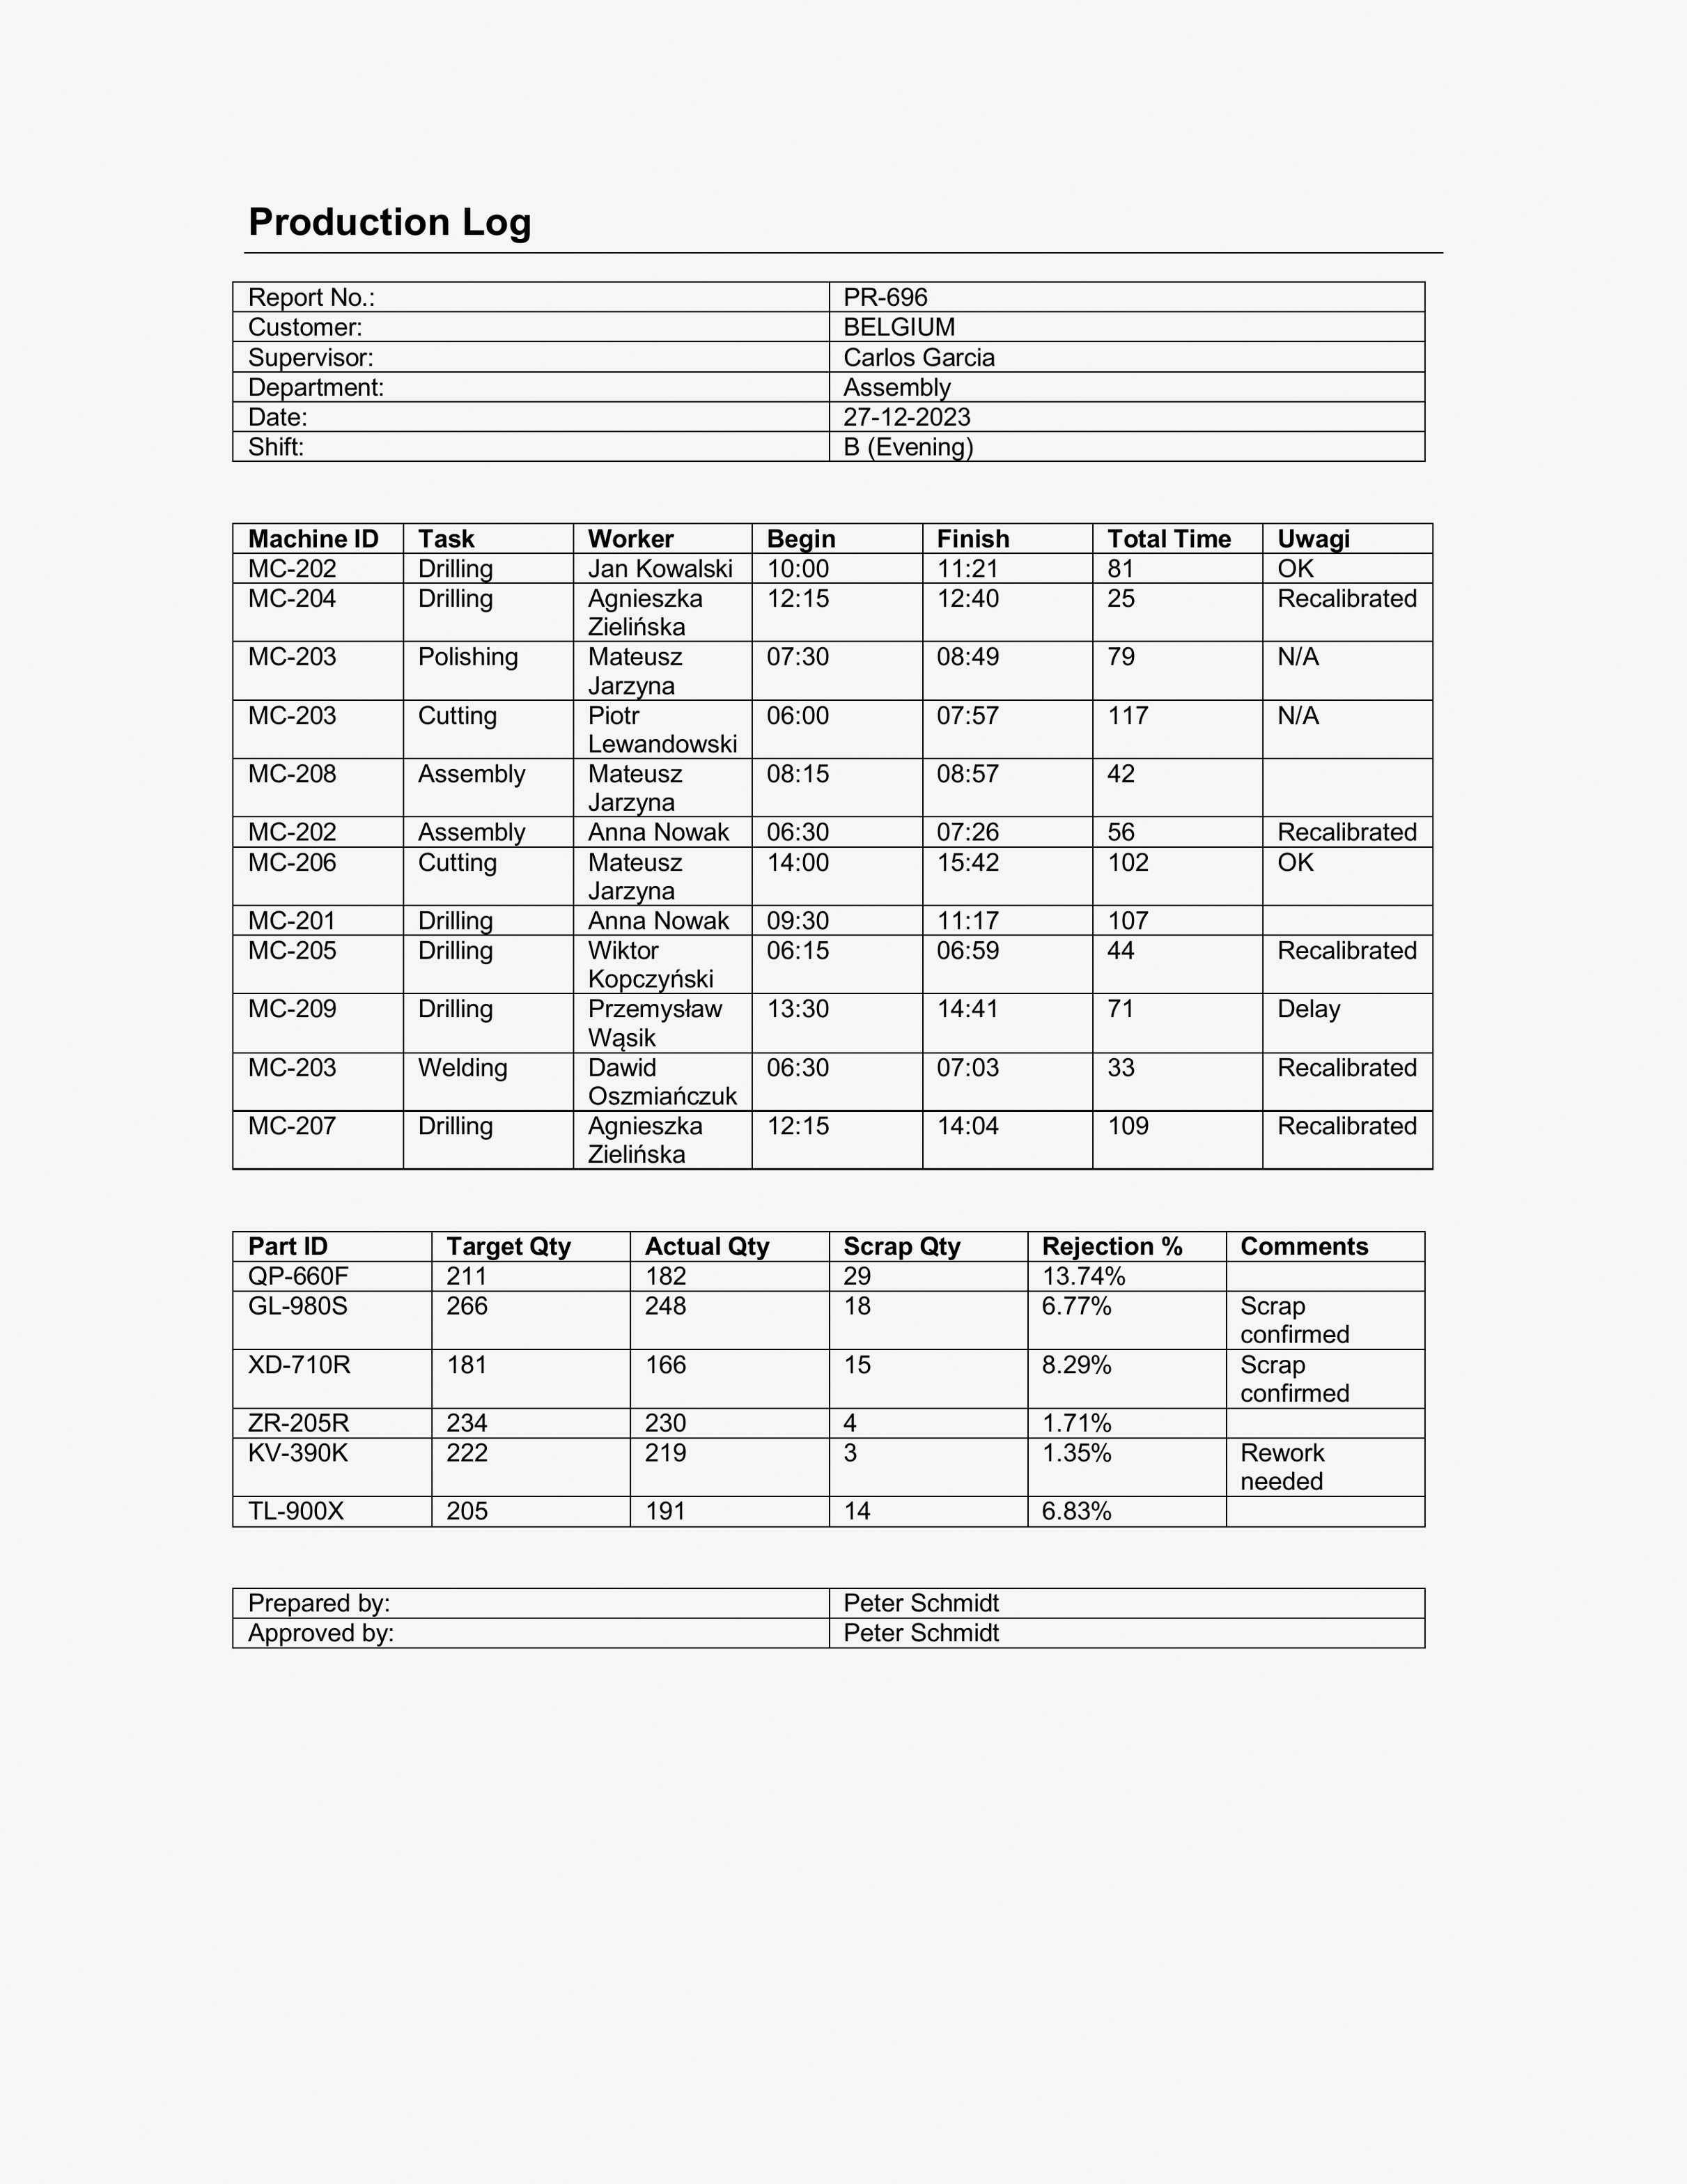 Production Log
Report No.: PR-696
Customer: BELGIUM
Supervisor: Carlos Garcia
Department: Assembly
Date: 27-12-2023
Shift: B (Evening)
Machine ID Task Worker Begin Finish Total Time Uwagi
MC-202 Drilling Jan Kowalski 10:00 11:21 81 OK
MC-204 Drilling Agnieszka 12:15 12:40 25 Recalibrated
Zielińska
MC-203 Polishing Mateusz 07:30 08:49 79 N/A
Jarzyna
MC-203 Cutting Piotr 06:00 07:57 117 N/A
Lewandowski
MC-208 Assembly Mateusz 08:15 08:57 42
Jarzyna
MC-202 Assembly Anna Nowak 06:30 07:26 56 Recalibrated
MC-206 Cutting Mateusz 14:00 15:42 102 OK
Jarzyna
MC-201 Drilling Anna Nowak 09:30 11:17 107
MC-205 Drilling Wiktor 06:15 06:59 44 Recalibrated
Kopczyński
MC-209 Drilling Przemysław 13:30 14:41 71 Delay
Wąsik
MC-203 Welding Dawid 06:30 07:03 33 Recalibrated
Oszmiańczuk
MC-207 Drilling Agnieszka 12:15 14:04 109 Recalibrated
Zielińska
Part ID Target Qty Actual Qty Scrap Qty Rejection % Comments
QP-660F 211 182 29 13.74%
GL-980S 266 248 18 6.77% Scrap
confirmed
XD-710R 181 166 15 8.29% Scrap
confirmed
ZR-205R 234 230 4 1.71%
KV-390K 222 219 3 1.35% Rework
needed
TL-900X 205 191 14 6.83%
Prepared by: Peter Schmidt
Approved by: Peter Schmidt